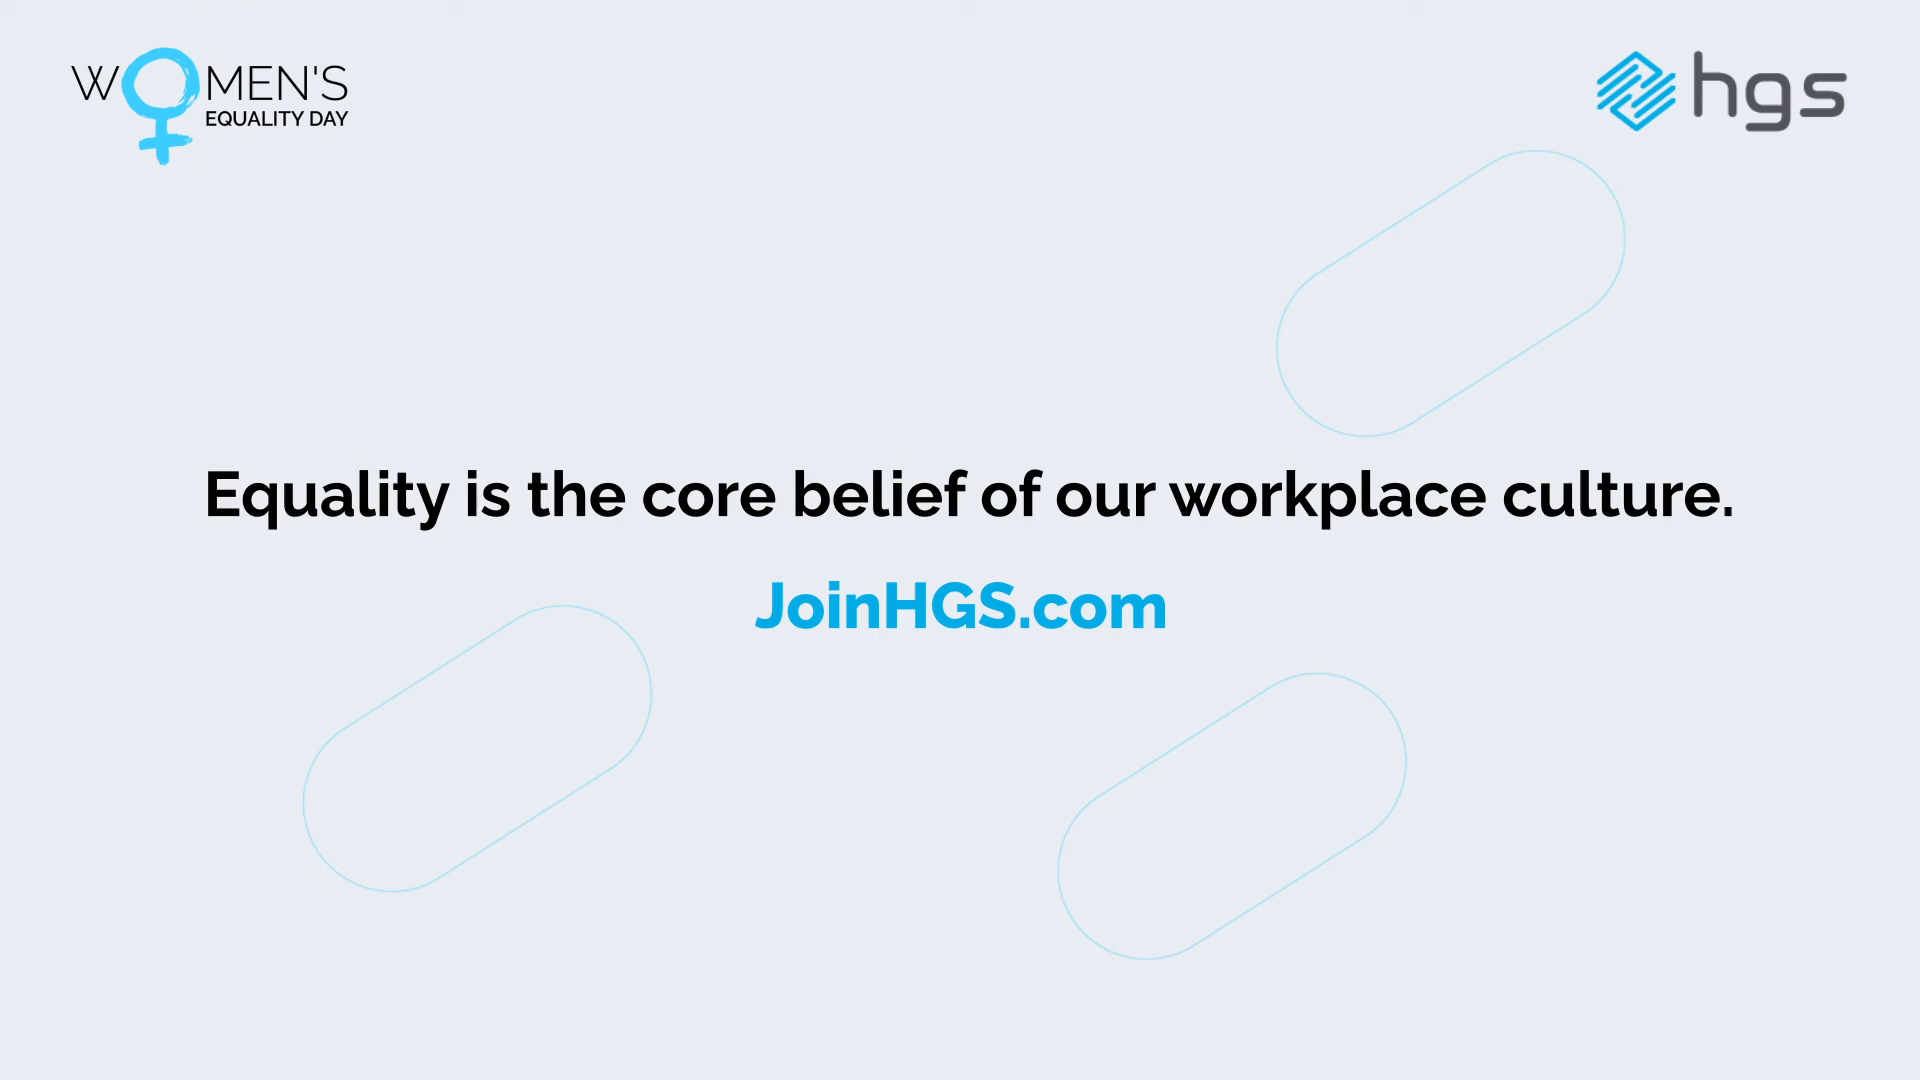 WOMEN'S
EQUALITY DAY
hgs
Equality is the core belief of our workplace culture.
JoinHGS.com